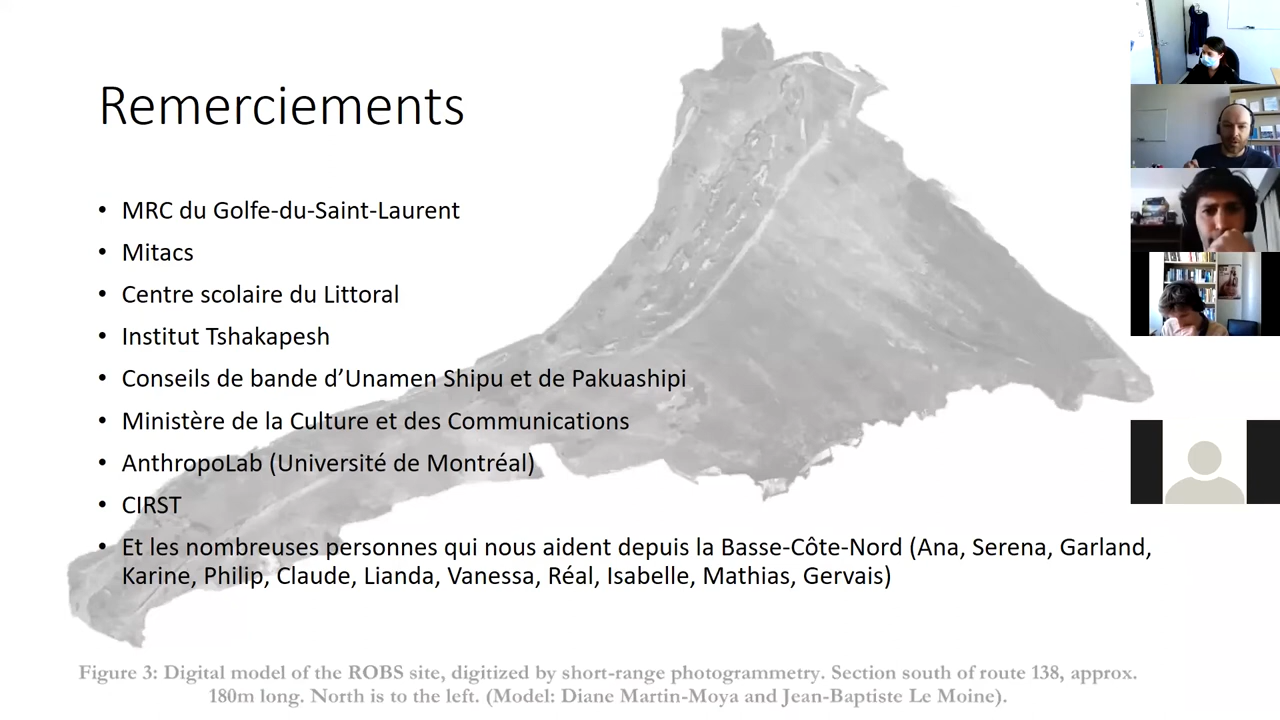 Remerciements
• MRC du Golfe-du-Saint-Laurent
• Mitacs
• Centre scolaire du Littoral
• Institut Tshakapesh
• Conseils de bande d’Unamen Shipu et de Pakuashipi
• Ministère de la Culture et des Communications
• AnthropoLab (Université de Montréal)
• CIRST
• Et les nombreuses personnes qui nous aident depuis la Basse-Côte-Nord (Ana, Serena, Garland,
Karine, Philip, Claude, Lianda, Vanessa, Réal, Isabelle, Mathias, Gervais)
Figure 3: Digital model of the ROBS site, digitized by short-range photogrammetry. Section south of route 138, approx.
180m long. North is to the left. (Model: Diane Martin-Moya and Jean-Baptiste Le Moine).